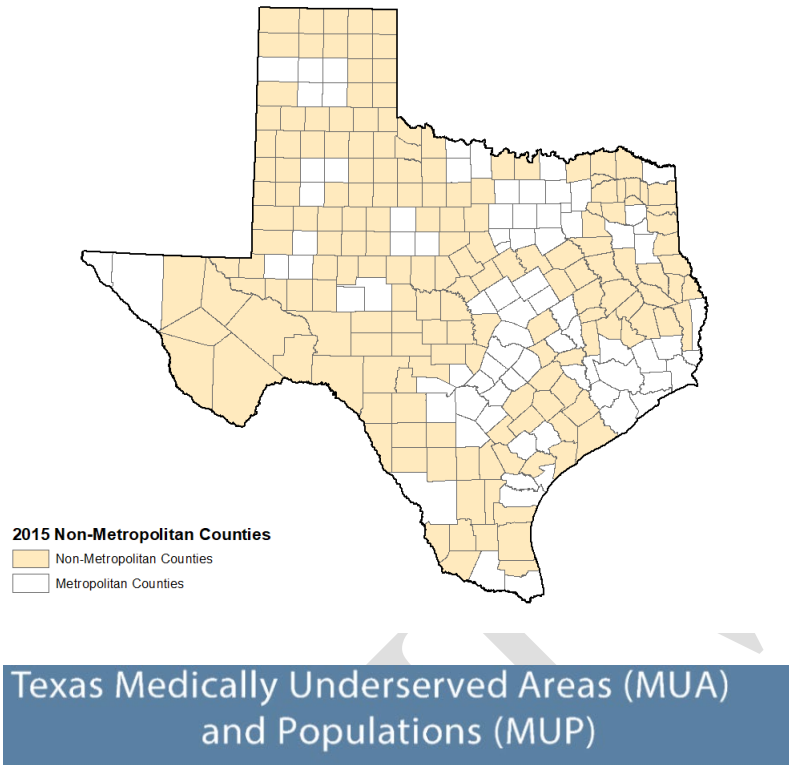 2015 Non-Metropolitan Counties
Non-Metropolitan Counties
Metropolitan Counties
Texas Medically Underserved Areas (MUA)
and Populations (MUP)